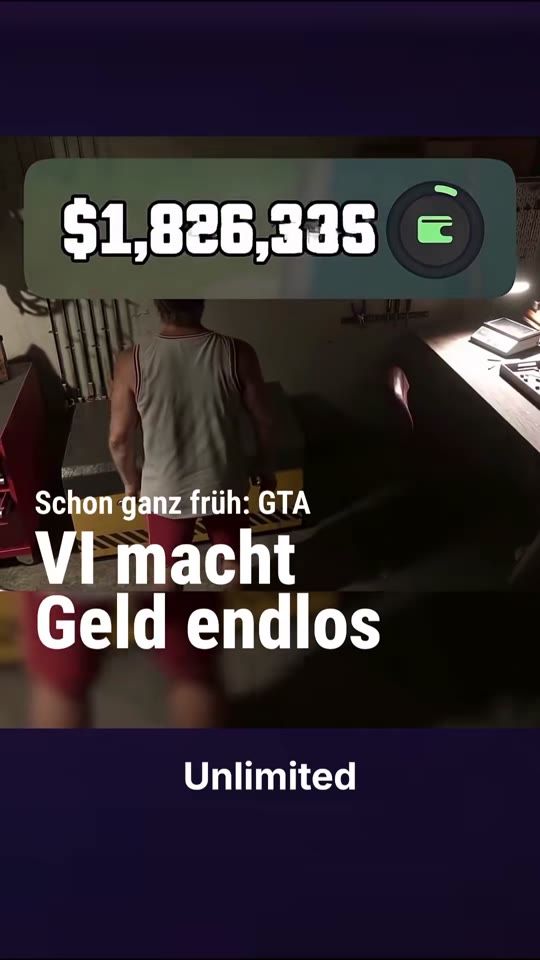 $1,826,335
Schon ganz früh: GTA
VI macht
Geld endlos
Unlimited